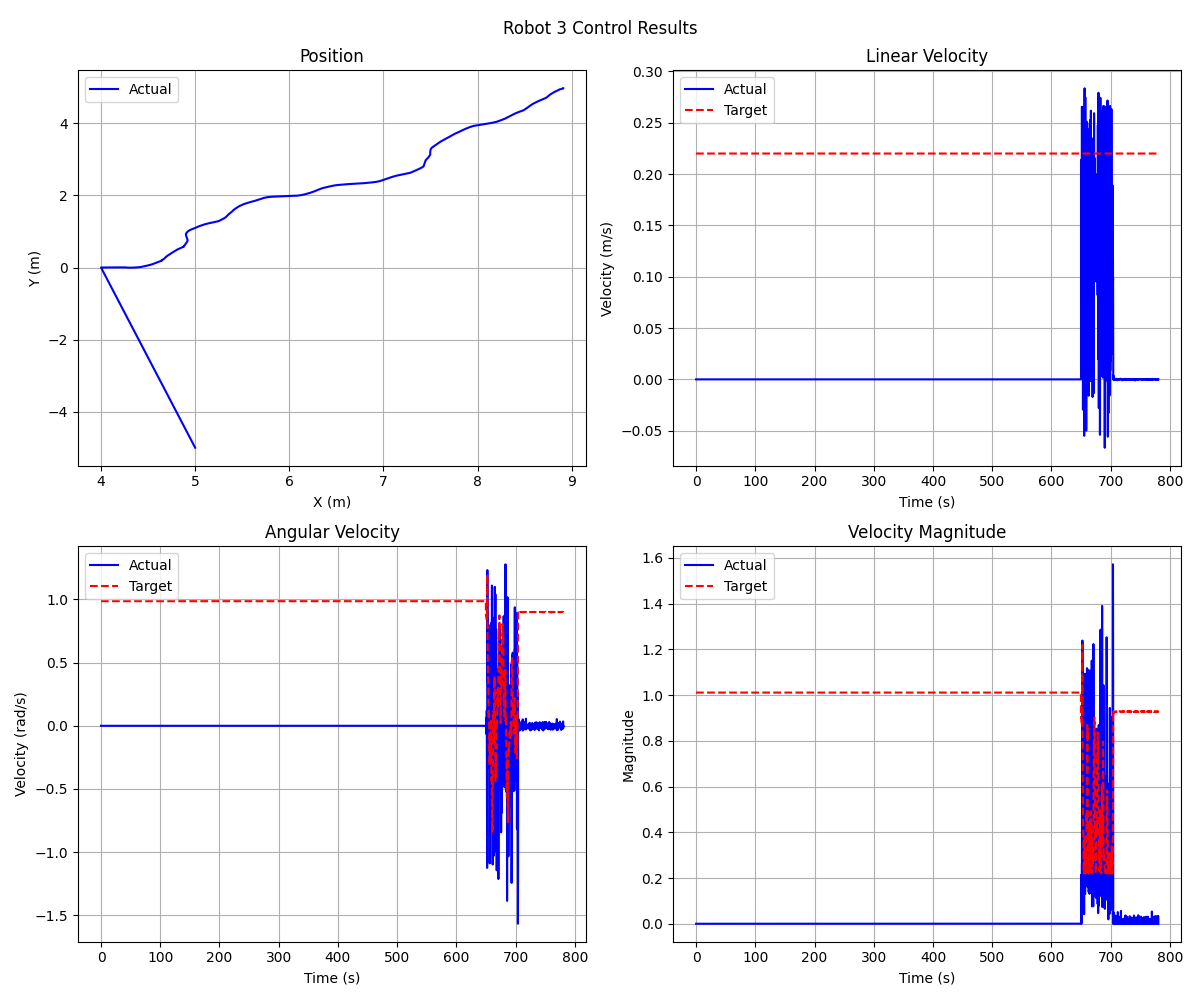 Robot 3 Control Results
Position
Actual
4
2
0
−2
−4
Y (m)
4 5 6 7 8 9
X (m)
Linear Velocity
Actual
Target
0.30
0.25
0.20
0.15
0.10
0.05
0.00
−0.05
Velocity (m/s)
0 100 200 300 400 500 600 700 800
Time (s)
Angular Velocity
Actual
Target
1.0
0.5
0.0
−0.5
−1.0
−1.5
Velocity (rad/s)
0 100 200 300 400 500 600 700 800
Time (s)
Velocity Magnitude
Actual
Target
1.6
1.4
1.2
1.0
0.8
0.6
0.4
0.2
0.0
Magnitude
0 100 200 300 400 500 600 700 800
Time (s)